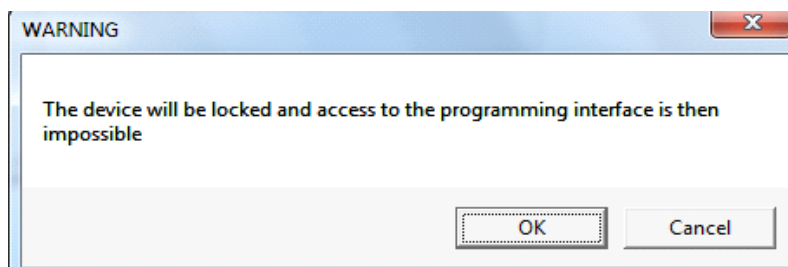 WARNING
The device will be locked and access to the programming interface is then
impossible
OK
Cancel